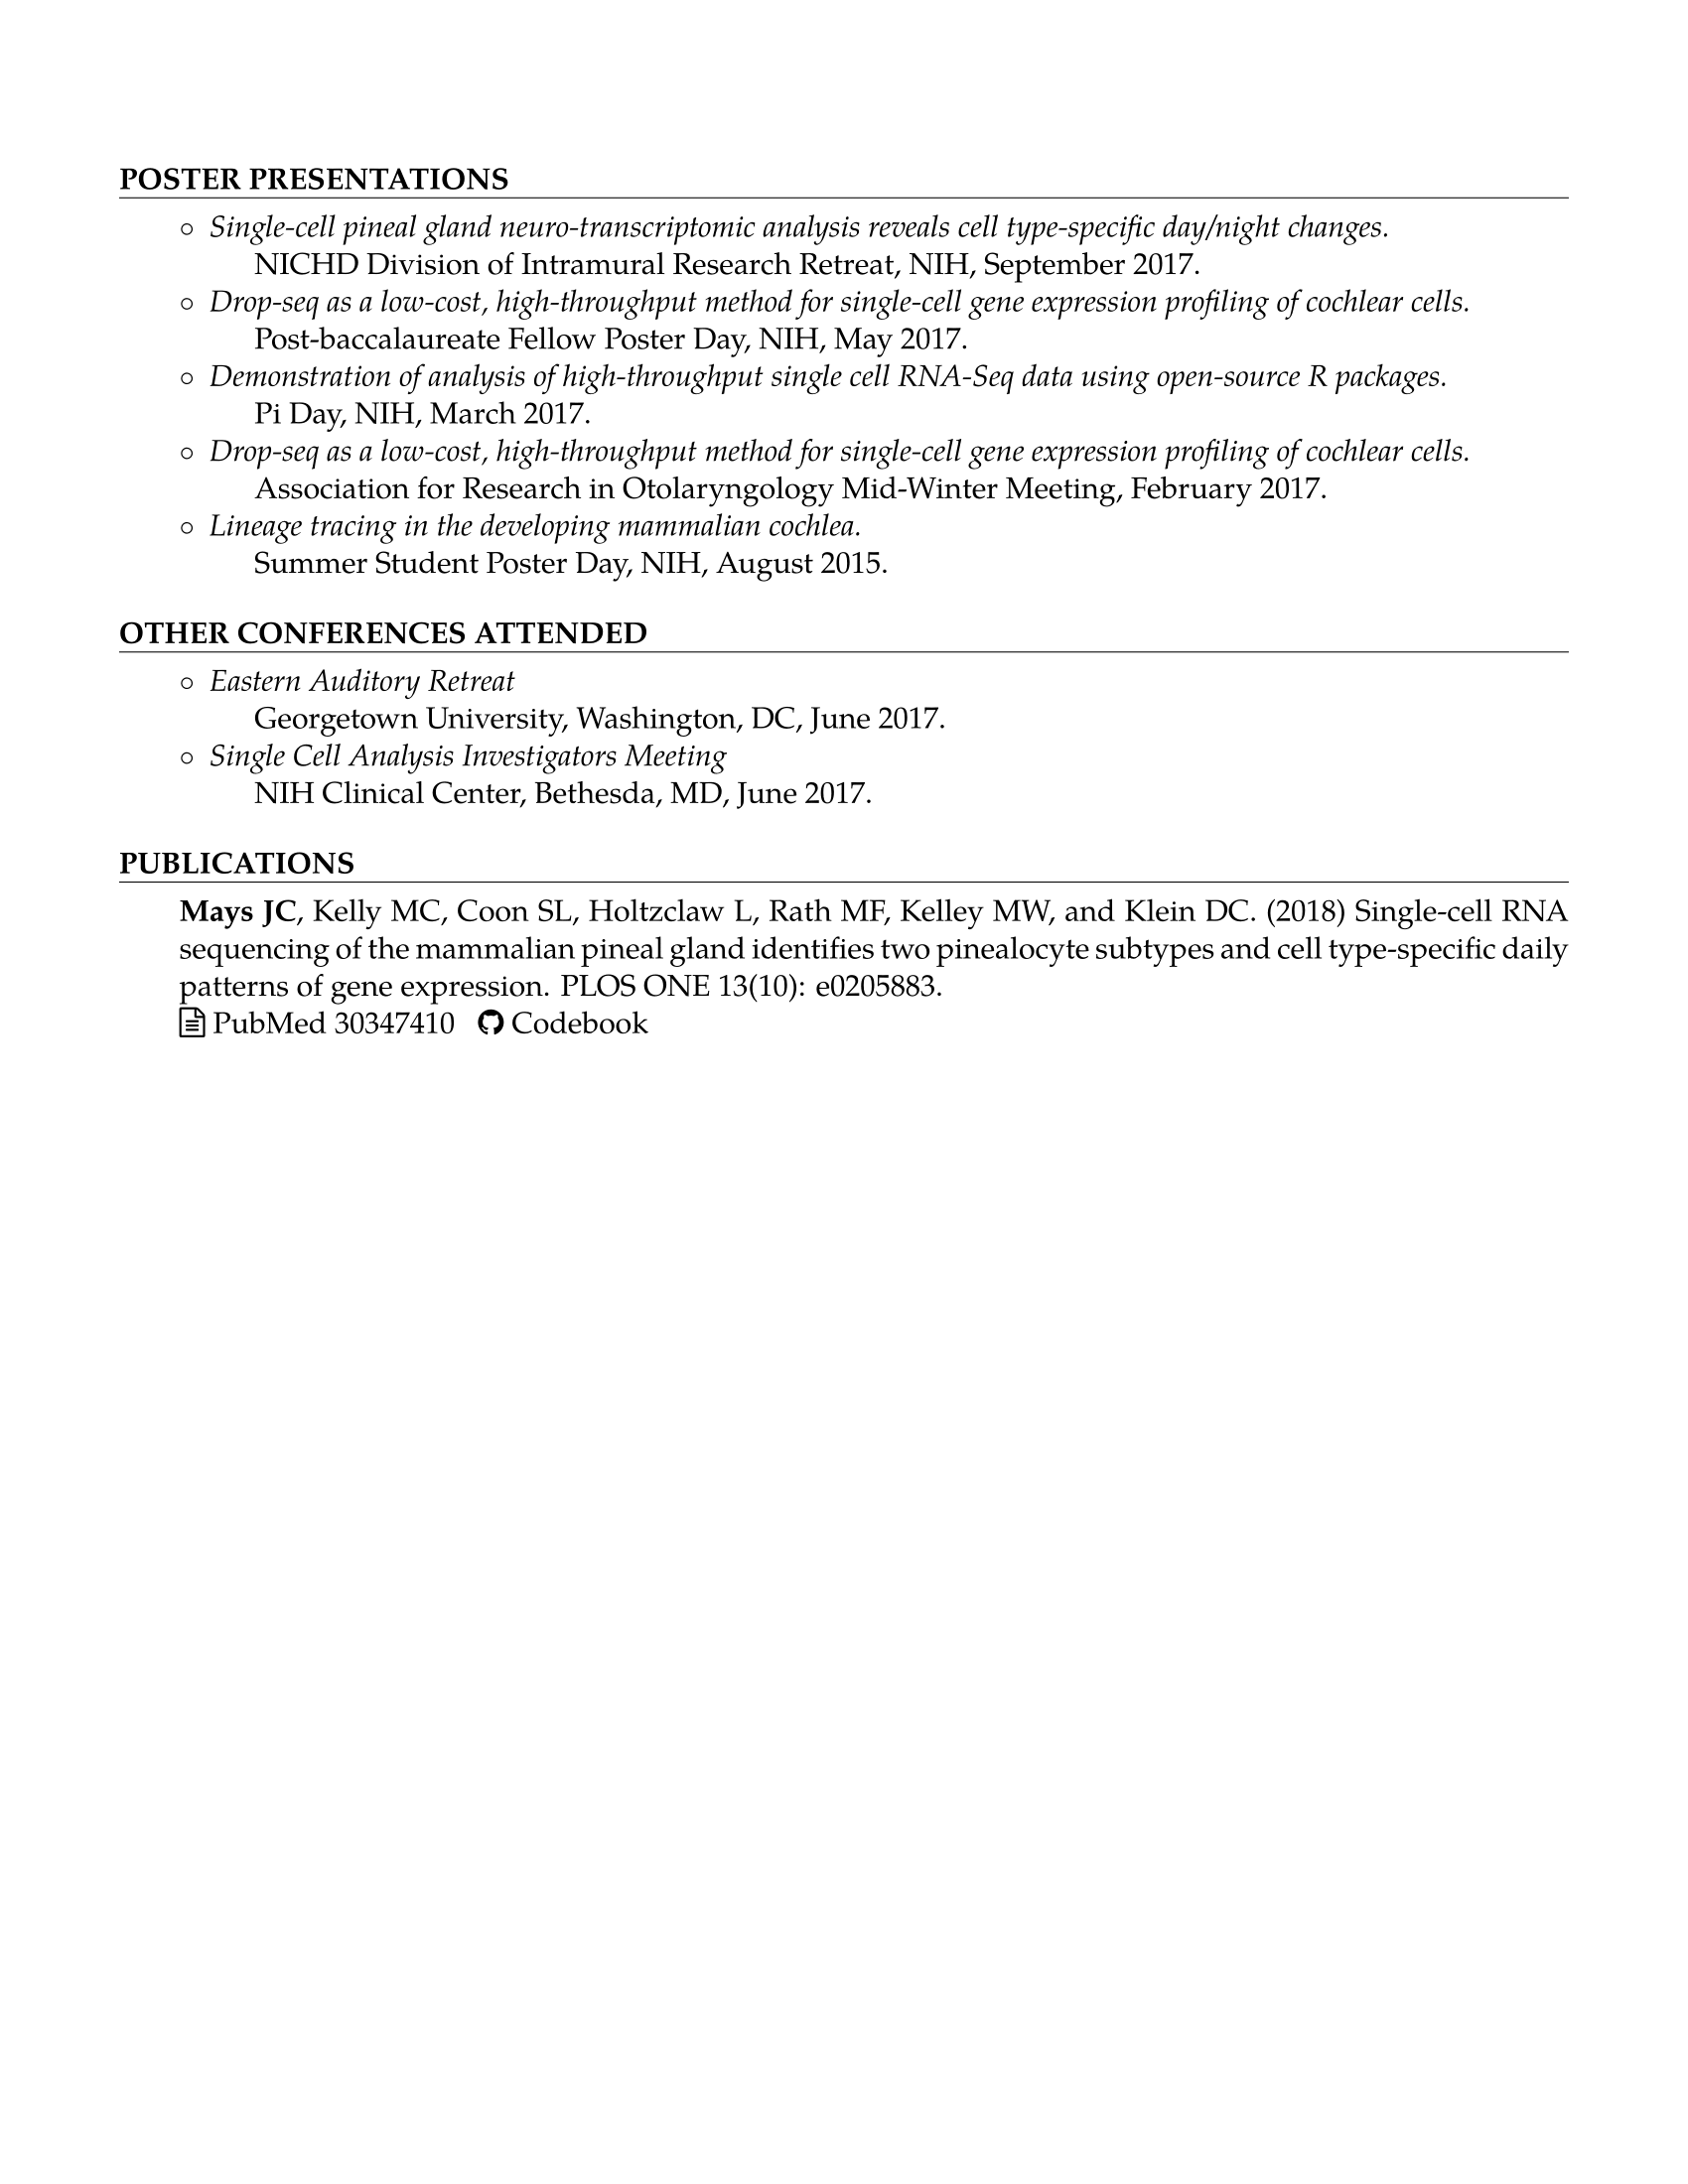 POSTER PRESENTATIONS
◦ Single-cell pineal gland neuro-transcriptomic analysis reveals cell type-specific day/night changes.
NICHD Division of Intramural Research Retreat, NIH, September 2017.
◦ Drop-seq as a low-cost, high-throughput method for single-cell gene expression profiling of cochlear cells.
Post-baccalaureate Fellow Poster Day, NIH, May 2017.
◦ Demonstration of analysis of high-throughput single cell RNA-Seq data using open-source R packages.
Pi Day, NIH, March 2017.
◦ Drop-seq as a low-cost, high-throughput method for single-cell gene expression profiling of cochlear cells.
Association for Research in Otolaryngology Mid-Winter Meeting, February 2017.
◦ Lineage tracing in the developing mammalian cochlea.
Summer Student Poster Day, NIH, August 2015.
OTHER CONFERENCES ATTENDED
◦ Eastern Auditory Retreat
Georgetown University, Washington, DC, June 2017.
◦ Single Cell Analysis Investigators Meeting
NIH Clinical Center, Bethesda, MD, June 2017.
PUBLICATIONS
Mays JC, Kelly MC, Coon SL, Holtzclaw L, Rath MF, Kelley MW, and Klein DC. (2018) Single-cell RNA
sequencing of the mammalian pineal gland identifies two pinealocyte subtypes and cell type-specific daily
patterns of gene expression. PLOS ONE 13(10): e0205883.
PubMed 30347410 Codebook